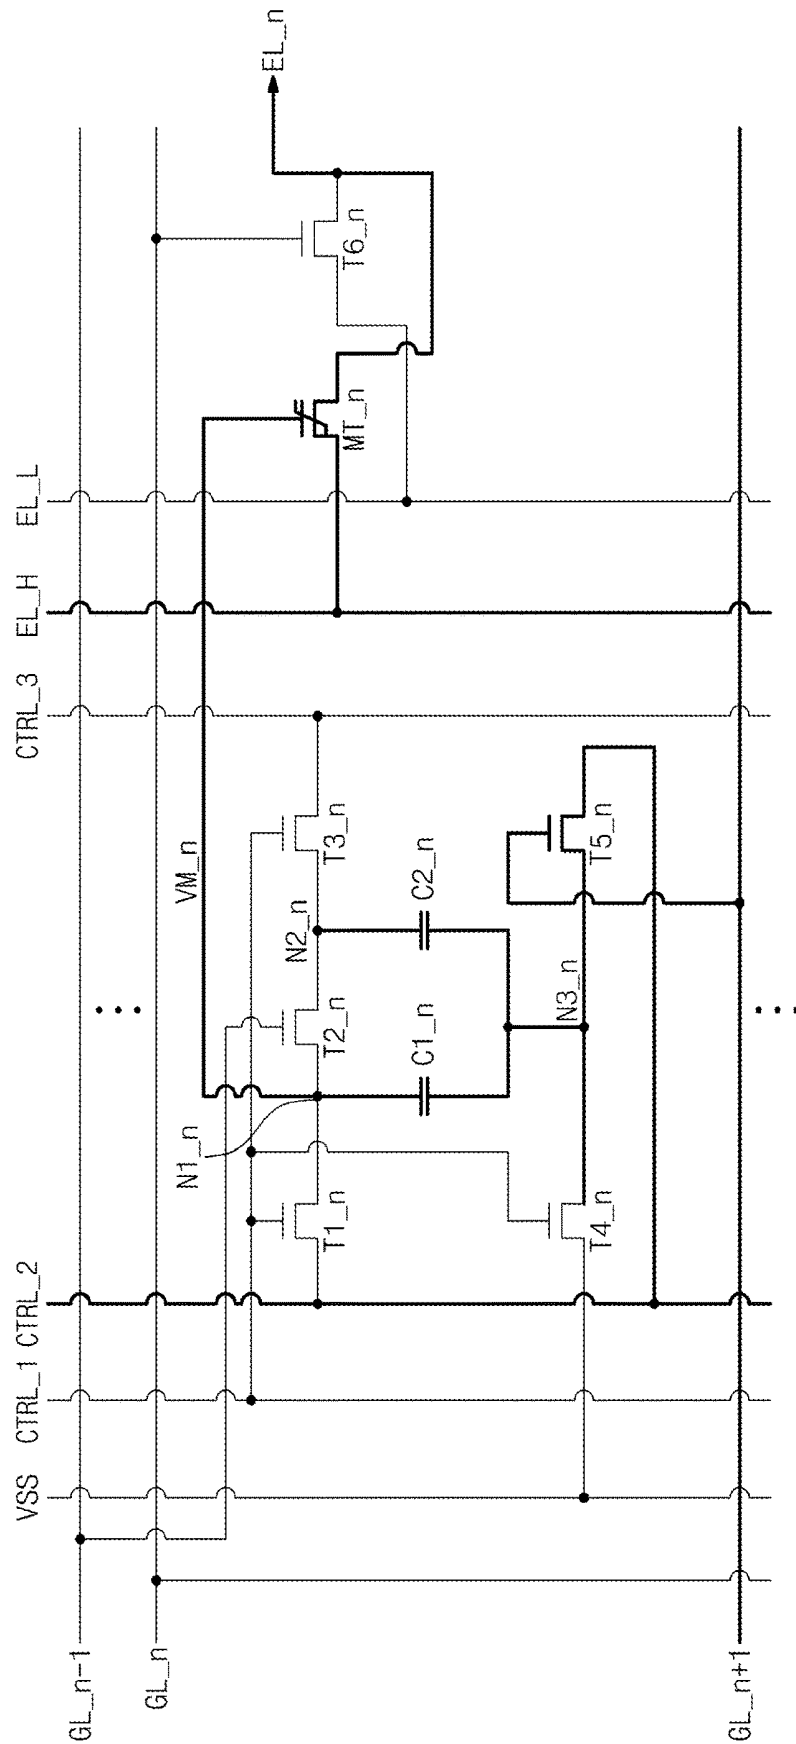 VSS
CTRL_1
CTRL_2
CTRL_3
EL_H
EL_L
EL_n
GL_n-1
GL_n
GL_n+1
VM_n
N1_n
N2_n
N3_n
T1_n
T2_n
T3_n
T4_n
T5_n
T6_n
MT_n
C1_n
C2_n